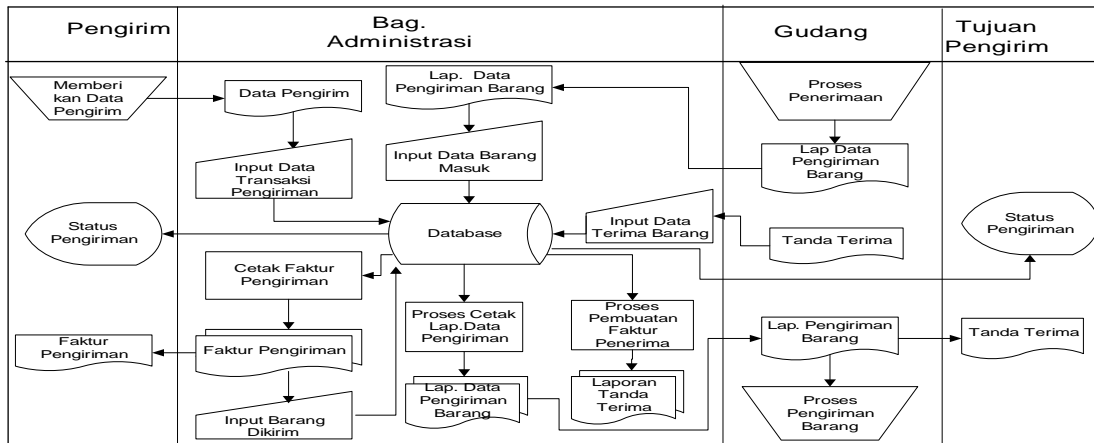 Pengirim
Bag.
Administrasi
Gudang
Tujuan
Pengirim
Memberi
kan Data
Pengirim
Data Pengirim
Lap. Data
Pengiriman Barang
Proses
Penerimaan
Input Data
Transaksi
Pengiriman
Input Data Barang
Masuk
Lap Data
Pengiriman
Barang
Status
Pengiriman
Database
Input Data
Terima Barang
Tanda Terima
Status
Pengiriman
Cetak Faktur
Pengiriman
Proses Cetak
Lap.Data
Pengiriman
Proses
Pembuatan
Faktur
Penerima
Faktur
Pengiriman
Faktur Pengiriman
Lap. Pengiriman
Barang
Tanda Terima
Input Barang
Dikirim
Lap. Data
Pengiriman
Barang
Laporan
Tanda
Terima
Proses
Pengiriman
Barang